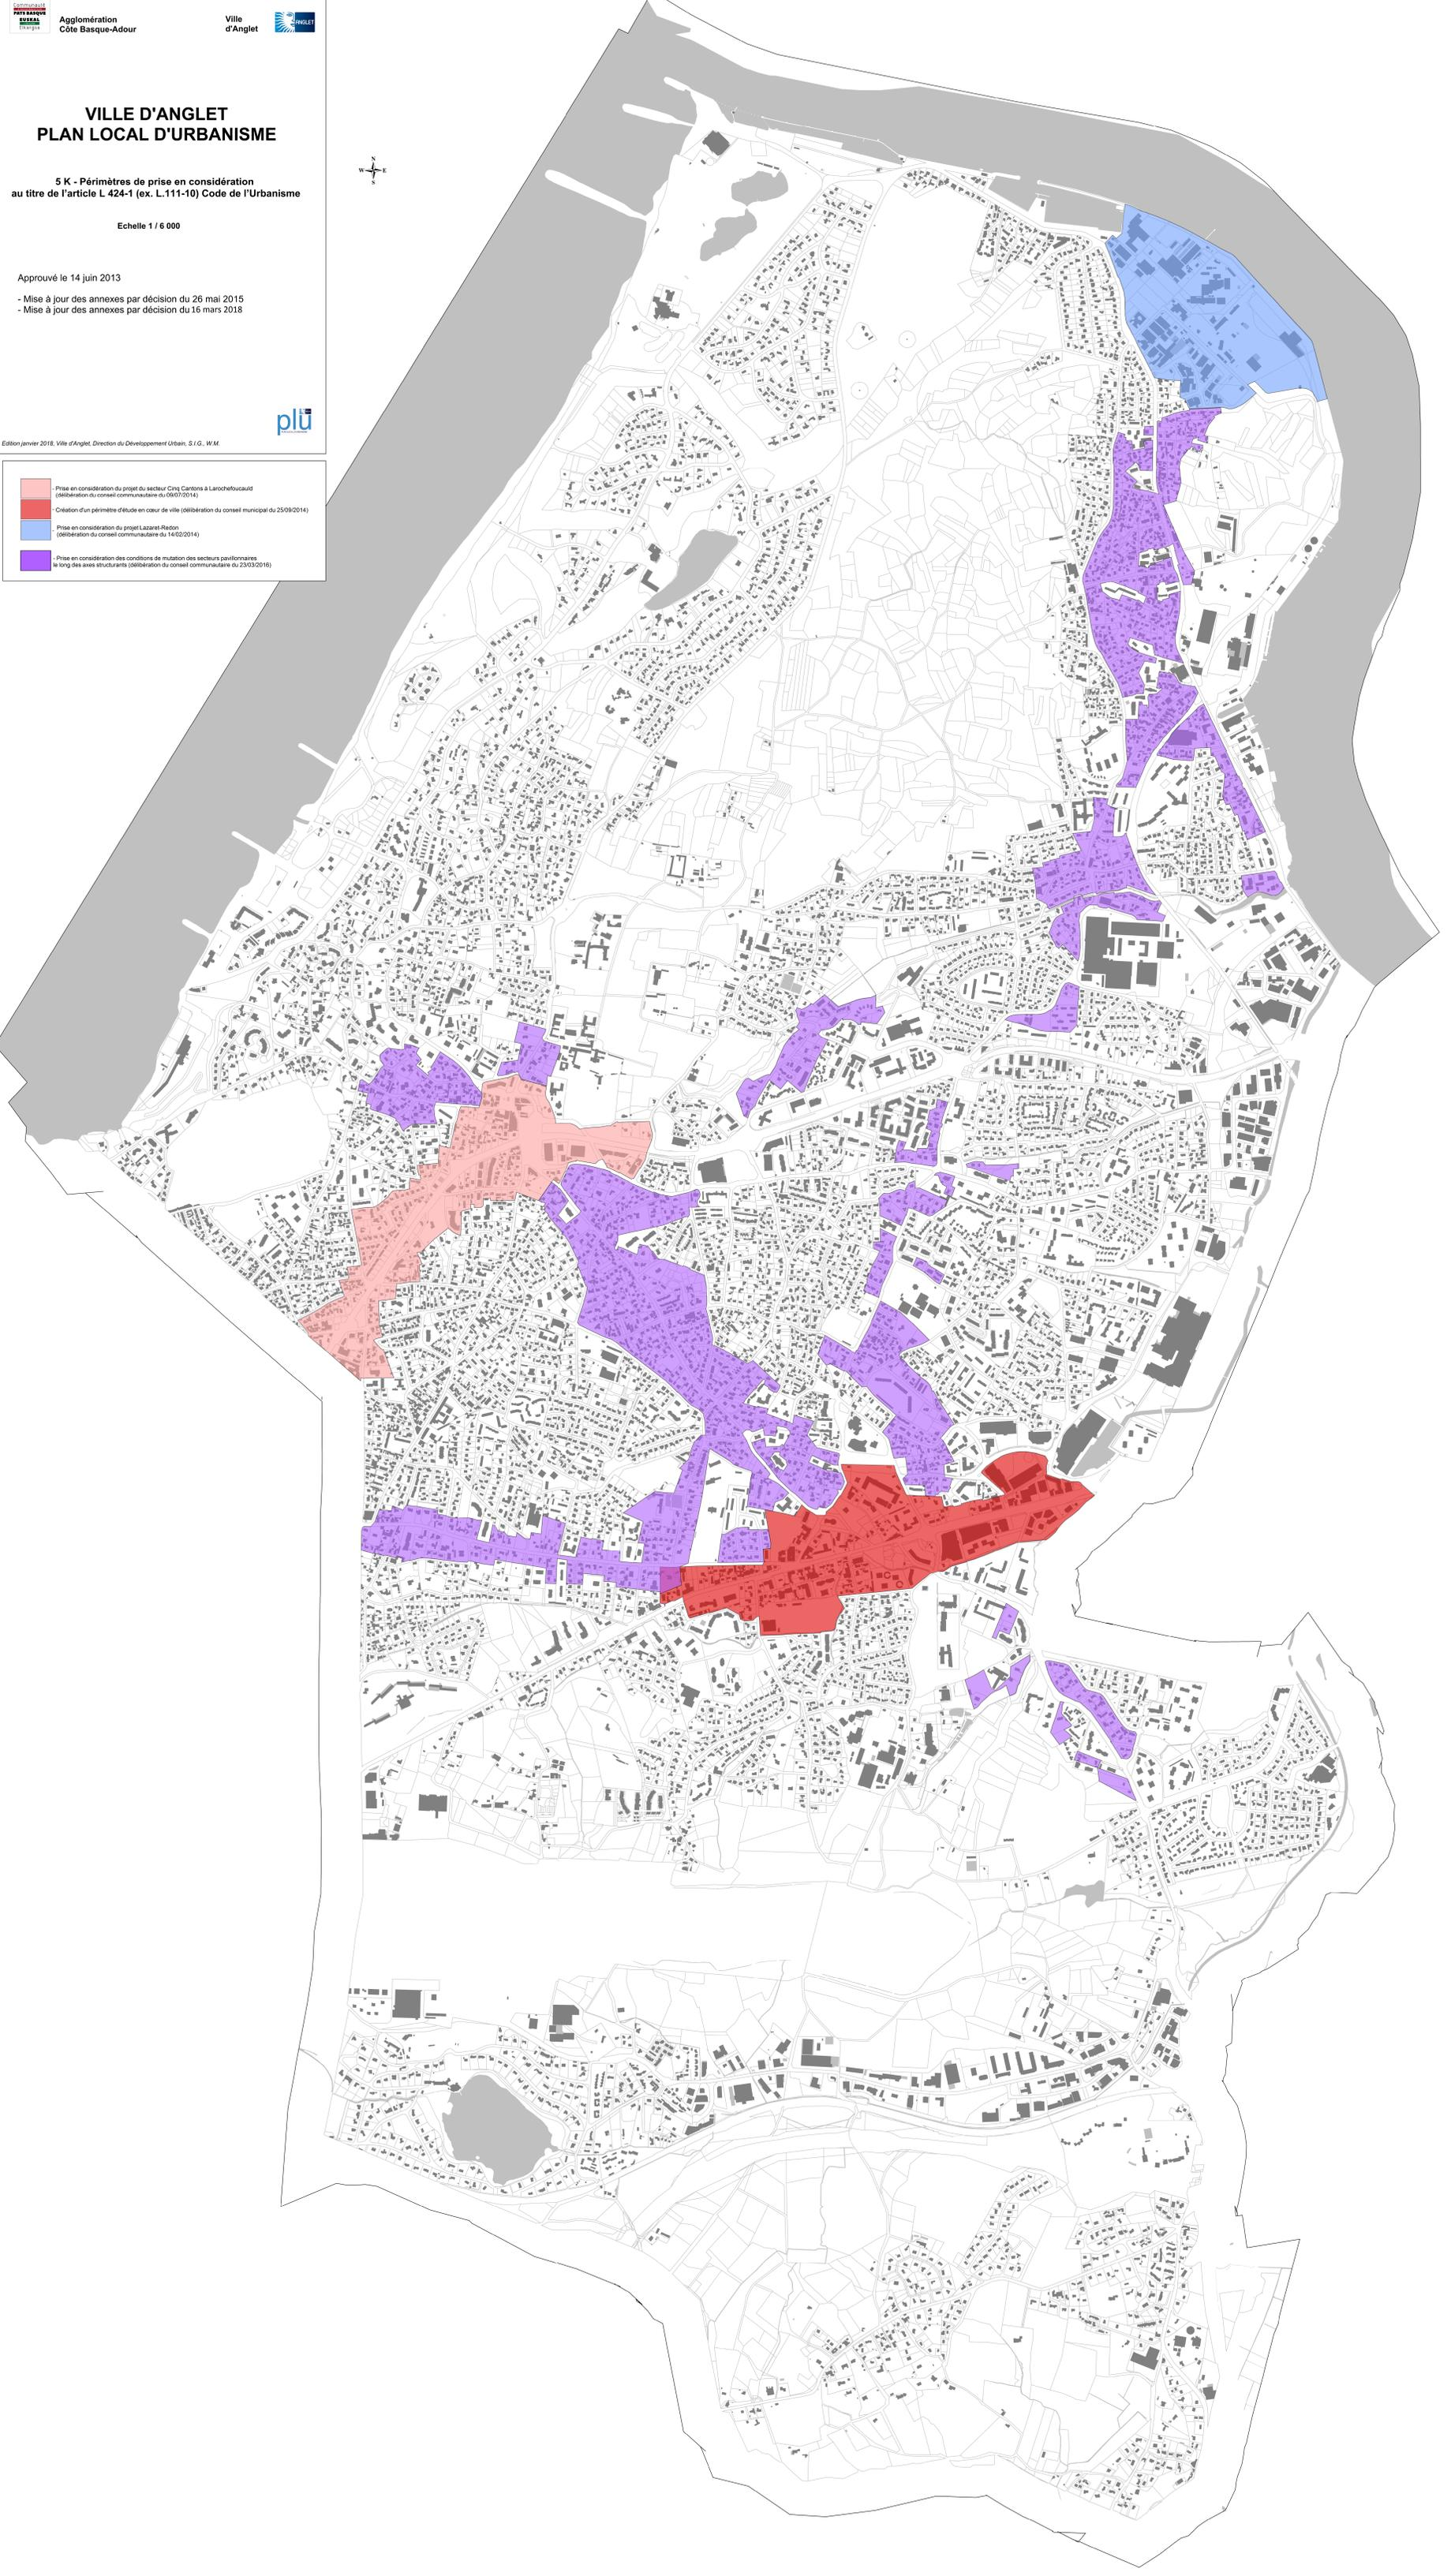 Communauté
PAYS BASQUE
EUSKAL
Elkargoa
Agglomération
Côte Basque-Adour
Ville
d'Anglet
ANGLET
VILLE D'ANGLET
PLAN LOCAL D'URBANISME
5 K - Périmètres de prise en considération
au titre de l'article L 424-1 (ex. L.111-10) Code de l'Urbanisme
Echelle 1 / 6 000
Approuvé le 14 juin 2013
- Mise à jour des annexes par décision du 26 mai 2015
- Mise à jour des annexes par décision du 16 mars 2018
plu
Edition janvier 2018, Ville d'Anglet, Direction du Développement Urbain, S.I.G., W.M.
N
W E
S
- Prise en considération du projet du secteur Cinq Cantons à Larochefoucauld
(délibération du conseil communautaire du 09/07/2014)
- Création d'un périmètre d'étude en cœur de ville (délibération du conseil municipal du 25/09/2014)
- Prise en considération du projet Lazaret-Redon
(délibération du conseil communautaire du 14/02/2014)
- Prise en considération des conditions de mutation des secteurs pavillonnaires
le long des axes structurants (délibération du conseil communautaire du 23/03/2016)